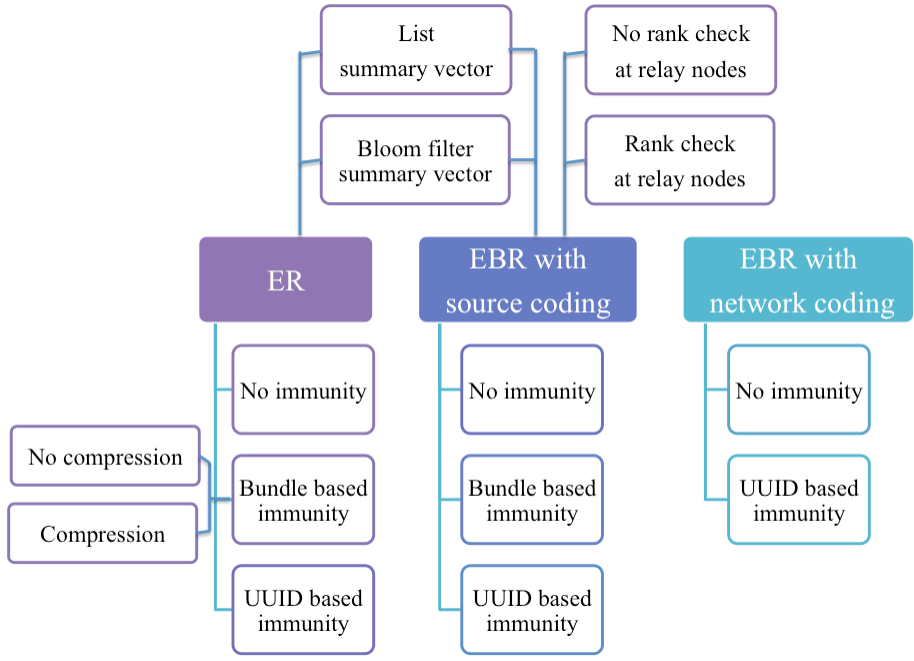 List
summary vector
No rank check
at relay nodes
Bloom filter
summary vector
Rank check
at relay nodes
ER
EBR with
source coding
EBR with
network coding
No immunity
No immunity
No immunity
No compression
Compression
Bundle based
immunity
Bundle based
immunity
UUID based
immunity
UUID based
immunity
UUID based
immunity